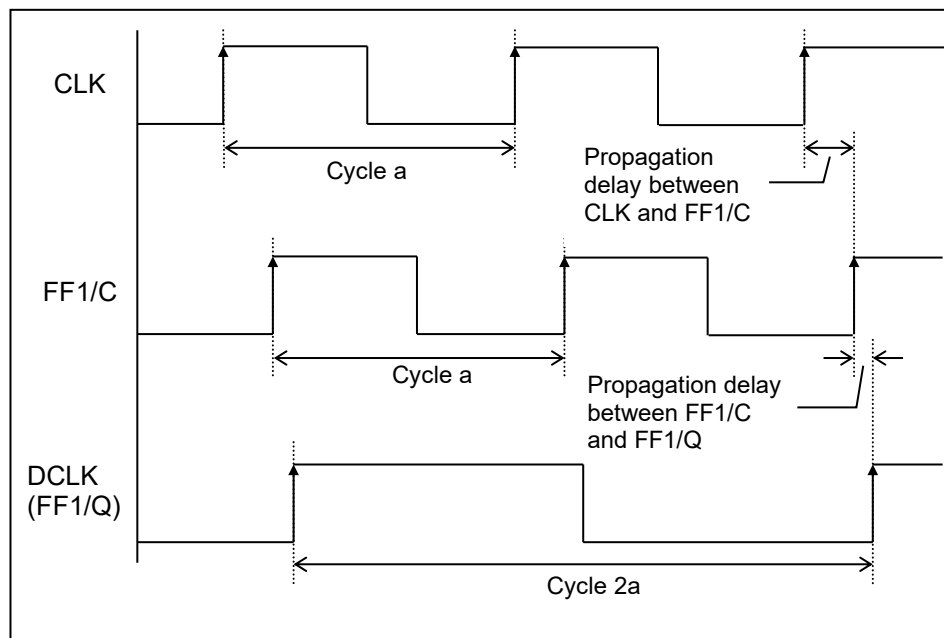 CLK
Cycle a
Propagation
delay between
CLK and FF1/C
FF1/C
Cycle a
Propagation delay
between FF1/C
and FF1/Q
DCLK
(FF1/Q)
Cycle 2a